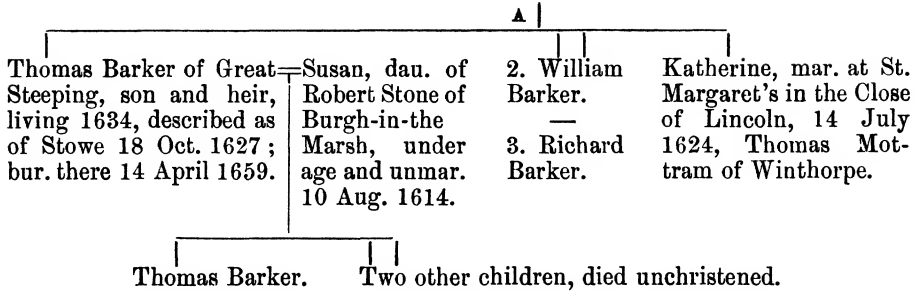 A
Thomas Barker of Great
Steeping, son and heir,
living 1634, described as
of Stowe 18 Oct. 1627 ;
bur. there 14 April 1659.
Susan, dau. of
Robert Stone of
Burgh-in-the
Marsh, under
age and unmar.
10 Aug. 1614.
2. William
Barker.
—
3. Richard
Barker.
Katherine, mar. at St.
Margaret's in the Close
of Lincoln, 14 July
1624, Thomas Mot-
tram of Winthorpe.
Thomas Barker.
Two other children, died unchristened.